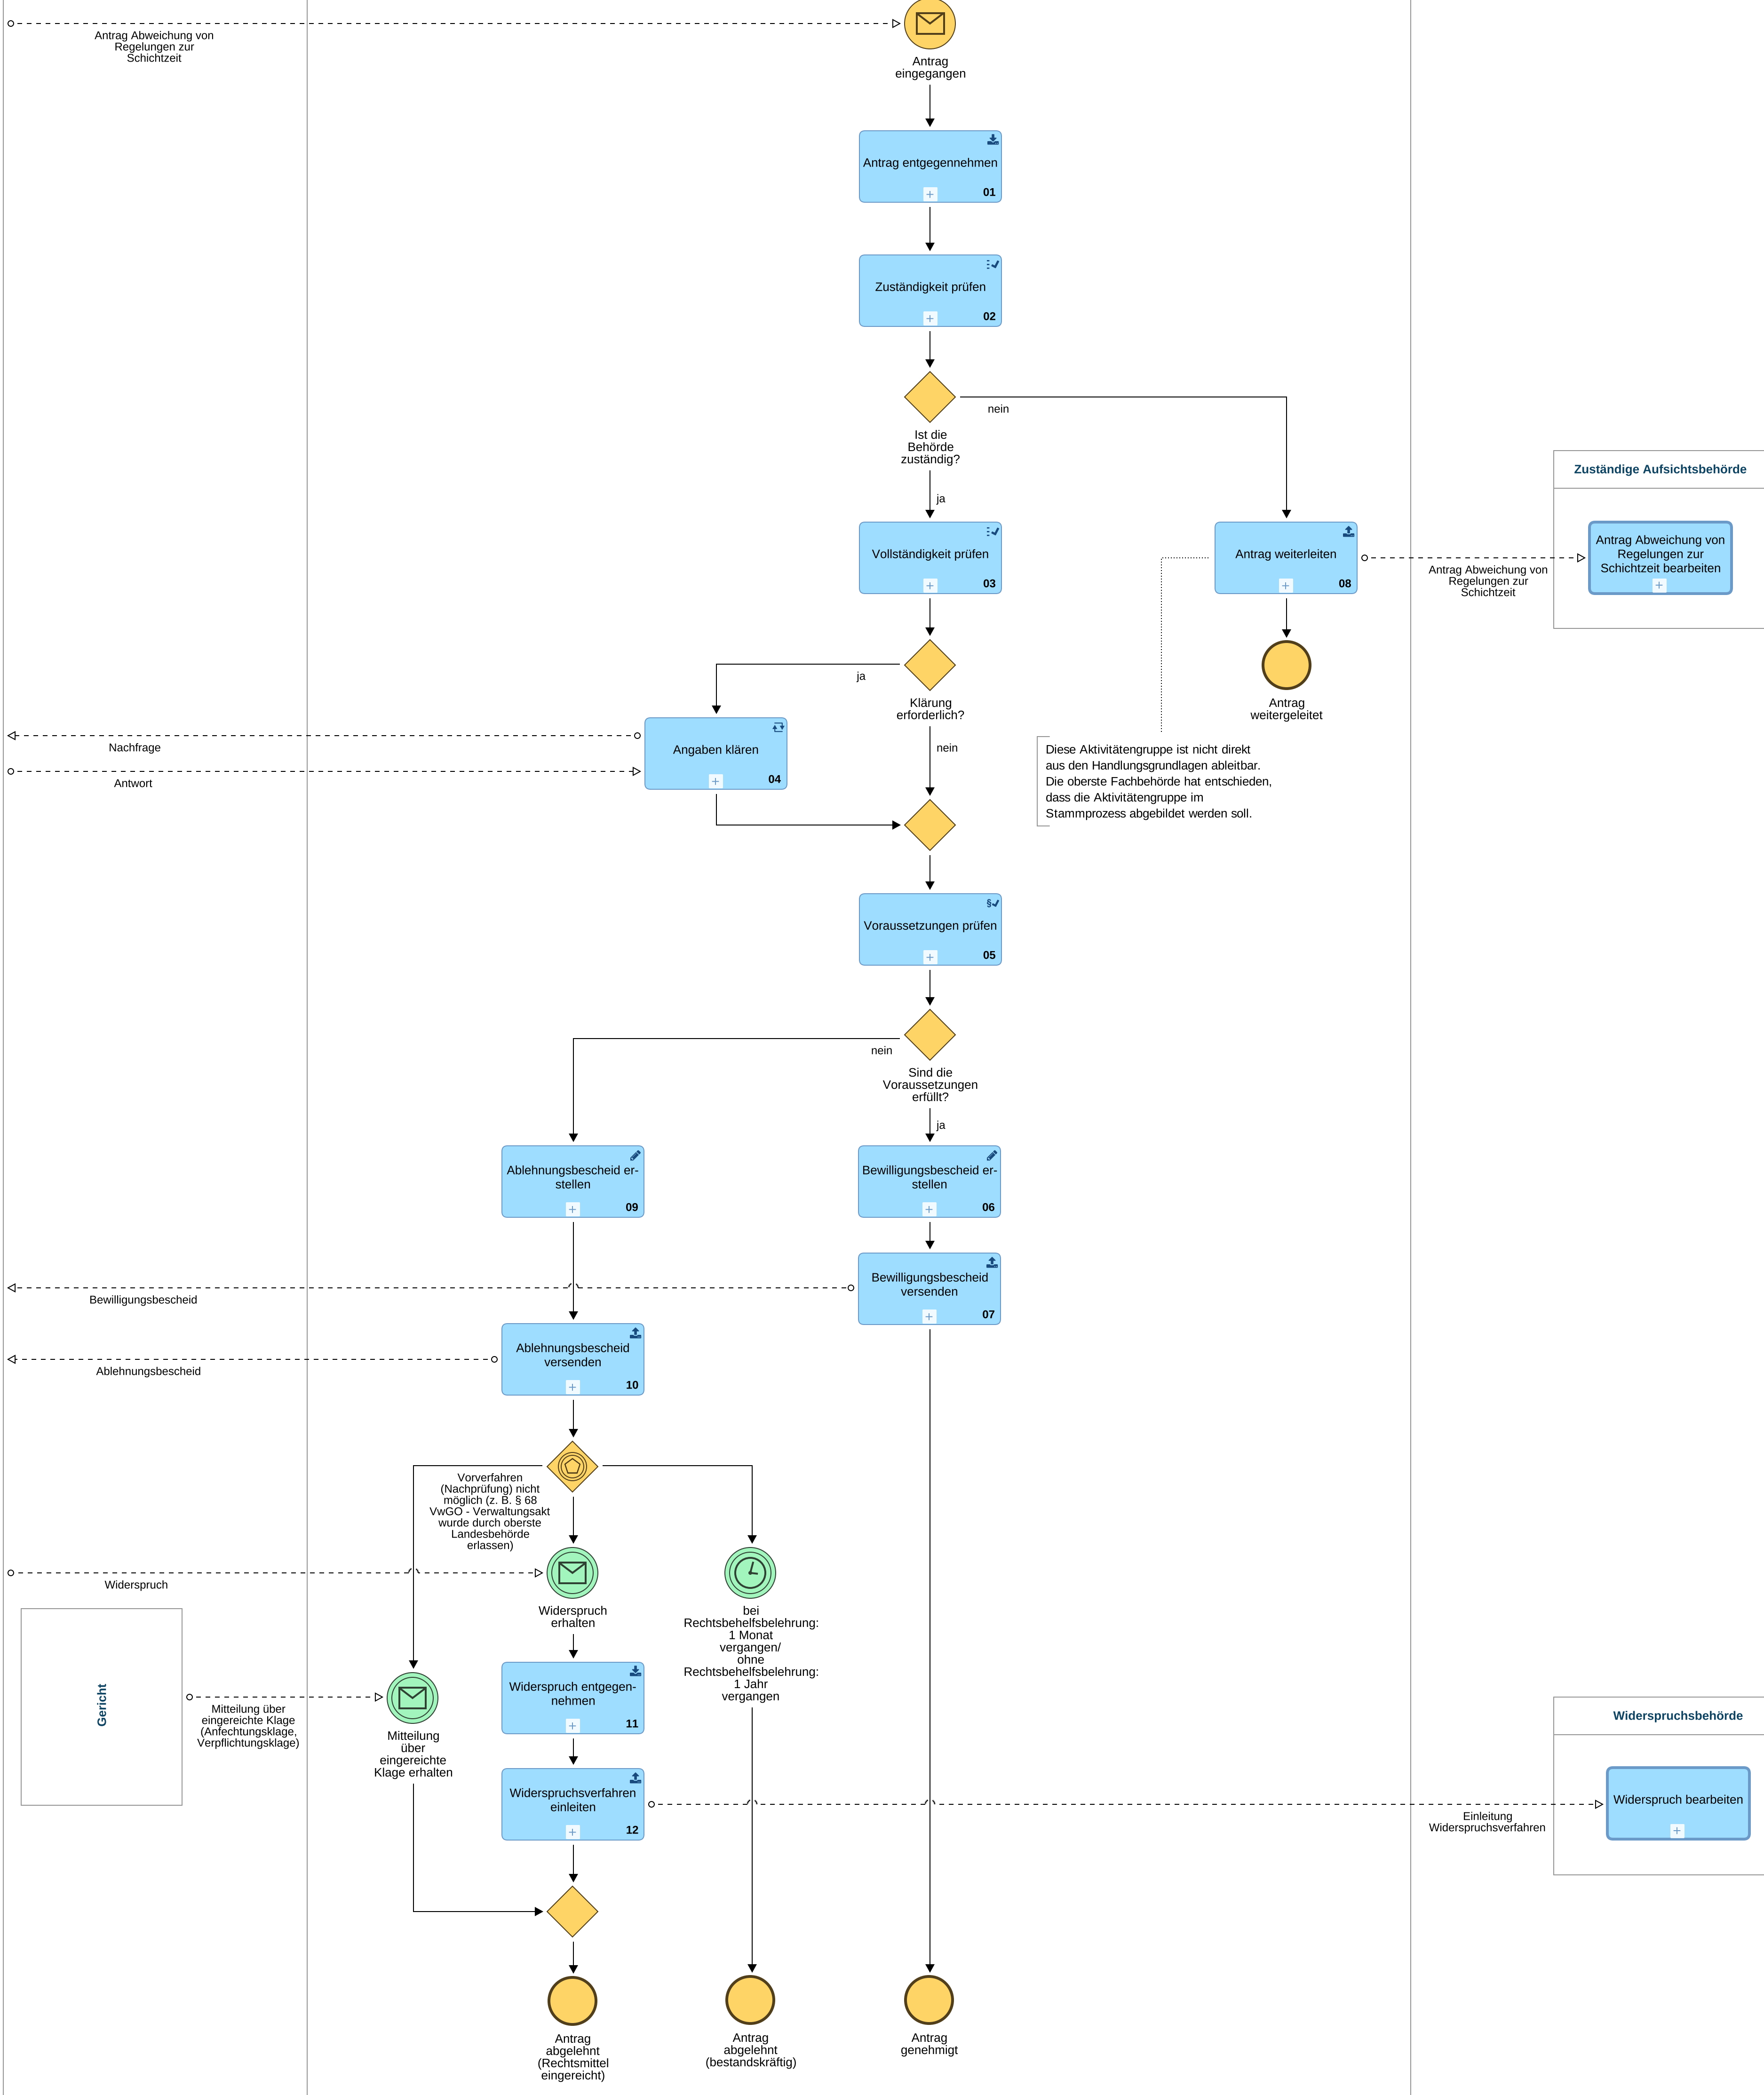 Antrag Abweichung von
Regelungen zur
Schichtzeit
Antrag
eingegangen
Antrag entgegennehmen
01
Zuständigkeit prüfen
02
nein
Ist die
Behörde
zuständig?
ja
Zuständige Aufsichtsbehörde
Vollständigkeit prüfen
03
Antrag weiterleiten
08
Antrag Abweichung von
Regelungen zur
Schichtzeit
Antrag Abweichung von
Regelungen zur
Schichtzeit bearbeiten
ja
Klärung
erforderlich?
Antrag
weitergeleitet
nein
Nachfrage
Antwort
Angaben klären
04
Diese Aktivitätengruppe ist nicht direkt
aus den Handlungsgrundlagen ableitbar.
Die oberste Fachbehörde hat entschieden,
dass die Aktivitätengruppe im
Stammprozess abgebildet werden soll.
Voraussetzungen prüfen
05
nein
Sind die
Voraussetzungen
erfüllt?
ja
Ablehnungsbescheid er-
stellen
09
Bewilligungsbescheid er-
stellen
06
Bewilligungsbescheid
Bewilligungsbescheid
versenden
07
Ablehnungsbescheid
Ablehnungsbescheid
versenden
10
Vorverfahren
(Nachprüfung) nicht
möglich (z. B. § 68
VwGO - Verwaltungsakt
wurde durch oberste
Landesbehörde
erlassen)
Widerspruch
Widerspruch
erhalten
bei
Rechtsbehelfsbelehrung:
1 Monat
vergangen/
ohne
Rechtsbehelfsbelehrung:
1 Jahr
vergangen
Gericht
Mitteilung über
eingereichte Klage
(Anfechtungsklage,
Verpflichtungsklage)
Mitteilung
über
eingereichte
Klage erhalten
Widerspruch entgegen-
nehmen
11
Widerspruchsbehörde
Widerspruchsverfahren
einleiten
12
Einleitung
Widerspruchsverfahren
Widerspruch bearbeiten
Antrag
abgelehnt
(Rechtsmittel
eingereicht)
Antrag
abgelehnt
(bestandskräftig)
Antrag
genehmigt